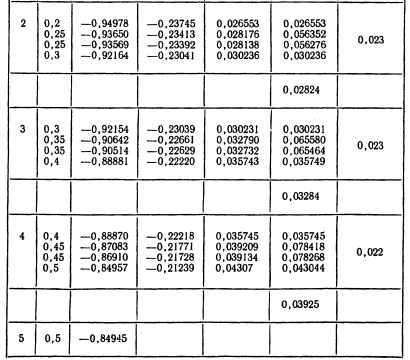 2 0,2 −0,94978 −0,23745 0,026553 0,026553
0,25 −0,93650 −0,23413 0,028176 0,056352
0,023
0,25 −0,93569 −0,23392 0,028138 0,056276
0,3 −0,92164 −0,23041 0,030236 0,030236
0,02824
3 0,3 −0,92154 −0,23039 0,030231 0,030231
0,35 −0,90642 −0,22661 0,032790 0,065580
0,023
0,35 −0,90514 −0,22629 0,032732 0,065464
0,4 −0,88881 −0,22220 0,035743 0,035749
0,03284
4 0,4 −0,88870 −0,22218 0,035745 0,035745
0,45 −0,87083 −0,21771 0,039209 0,078418
0,022
0,45 −0,86910 −0,21728 0,039134 0,078268
0,5 −0,84957 −0,21239 0,04307 0,043044
0,03925
5 0,5 −0,84945